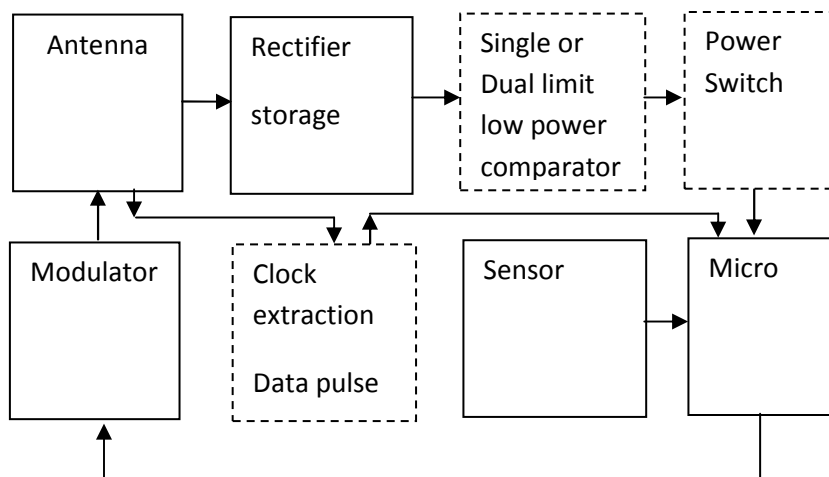 Antenna
Rectifier
storage
Single or
Dual limit
low power
comparator
Power
Switch
Modulator
Clock
extraction
Data pulse
Sensor
Micro